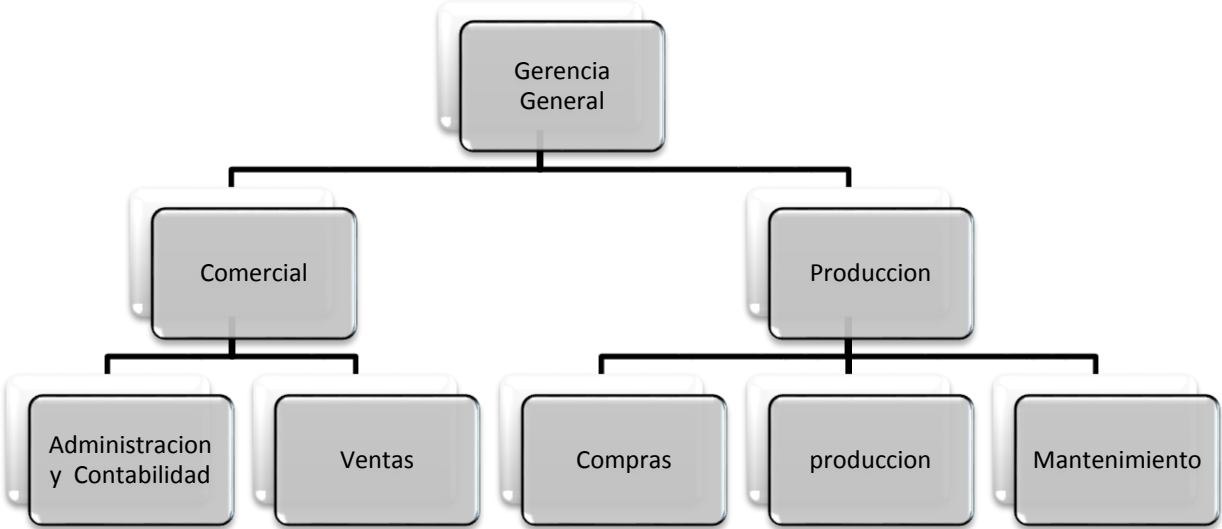 Gerencia
General
Comercial
Produccion
Administracion
y Contabilidad
Ventas
Compras
produccion
Mantenimiento